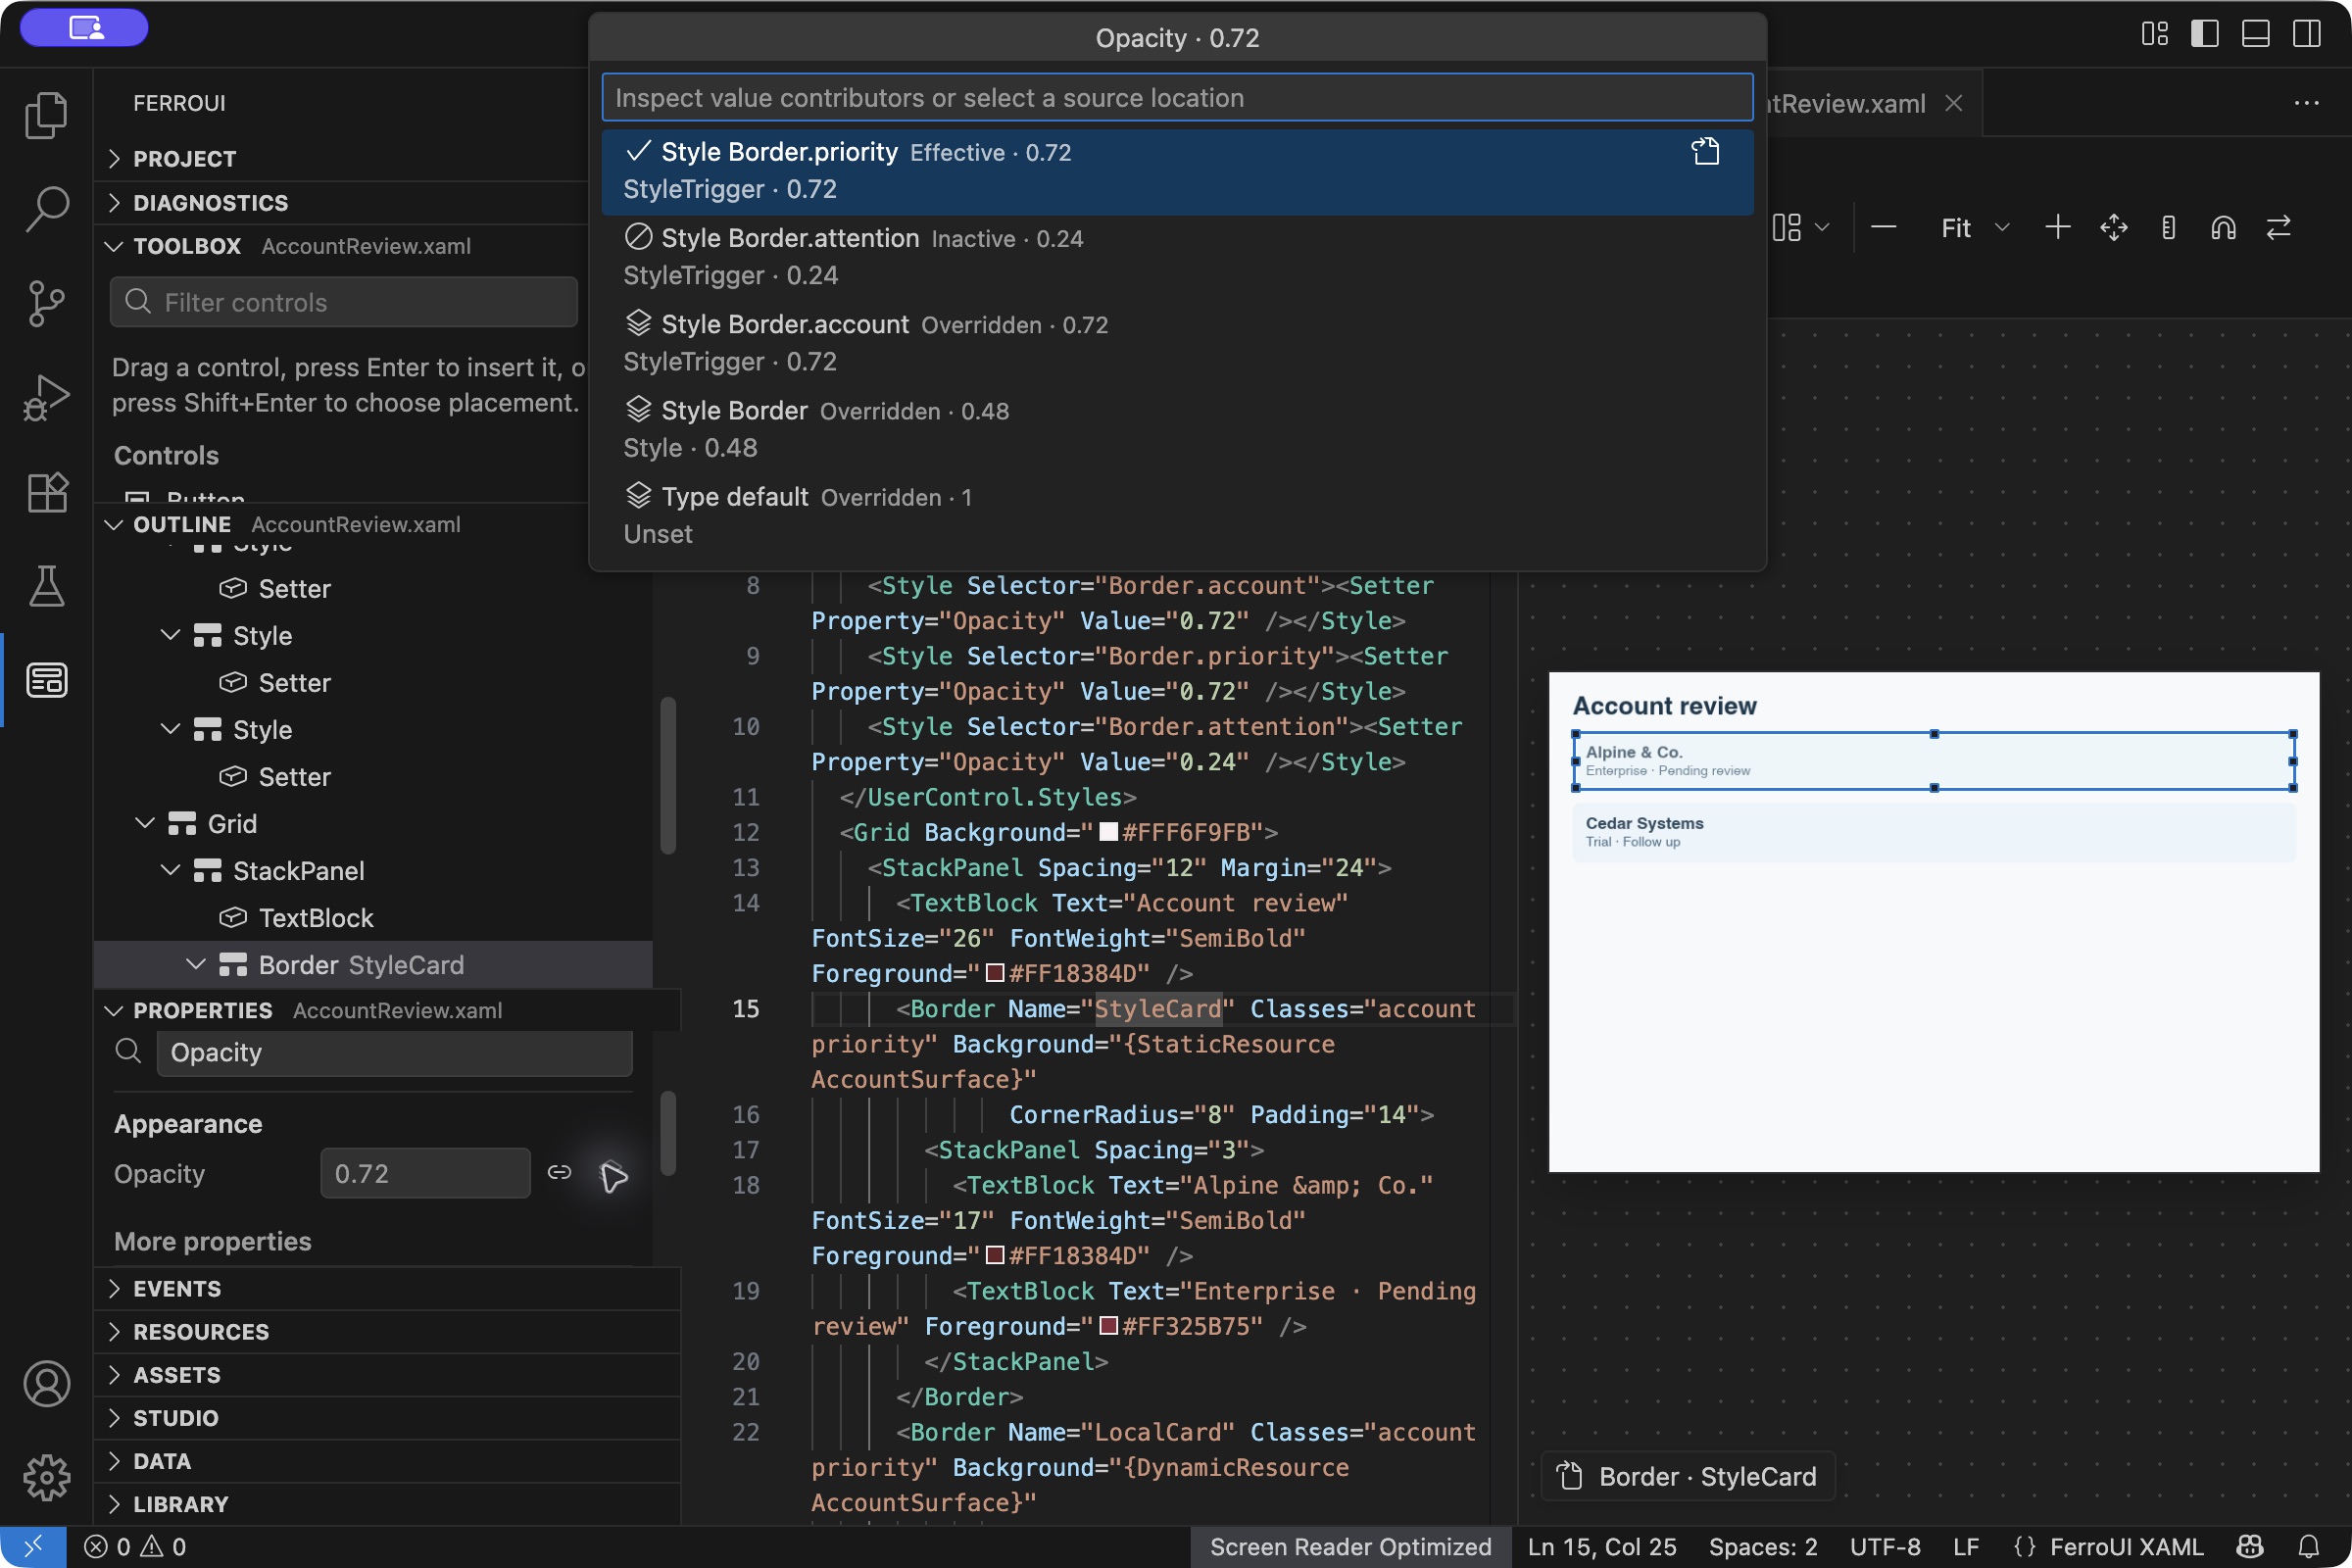 Opacity · 0.72
Inspect value contributors or select a source location
Style Border.priority Effective · 0.72
StyleTrigger · 0.72
Style Border.attention Inactive · 0.24
StyleTrigger · 0.24
Style Border.account Overridden · 0.72
StyleTrigger · 0.72
Style Border Overridden · 0.48
Style · 0.48
Type default Overridden · 1
Unset
FERROUI
PROJECT
DIAGNOSTICS
TOOLBOX AccountReview.xaml
Filter controls
Drag a control, press Enter to insert it, o
press Shift+Enter to choose placement.
Controls
Button
OUTLINE AccountReview.xaml
Style
Setter
Style
Setter
Style
Setter
Grid
StackPanel
TextBlock
Border StyleCard
PROPERTIES AccountReview.xaml
Opacity
Appearance
Opacity 0.72
More properties
EVENTS
RESOURCES
ASSETS
STUDIO
DATA
LIBRARY
tReview.xaml
Fit
8 <Style Selector="Border.account"><Setter
Property="Opacity" Value="0.72" /></Style>
9 <Style Selector="Border.priority"><Setter
Property="Opacity" Value="0.72" /></Style>
10 <Style Selector="Border.attention"><Setter
Property="Opacity" Value="0.24" /></Style>
11 </UserControl.Styles>
12 <Grid Background="#FFF6F9FB">
13 <StackPanel Spacing="12" Margin="24">
14 <TextBlock Text="Account review"
FontSize="26" FontWeight="SemiBold"
Foreground="#FF18384D" />
15 <Border Name="StyleCard" Classes="account
priority" Background="{StaticResource
AccountSurface}"
16 CornerRadius="8" Padding="14">
17 <StackPanel Spacing="3">
18 <TextBlock Text="Alpine &amp; Co."
FontSize="17" FontWeight="SemiBold"
Foreground="#FF18384D" />
19 <TextBlock Text="Enterprise · Pending
review" Foreground="#FF325B75" />
20 </StackPanel>
21 </Border>
22 <Border Name="LocalCard" Classes="account
priority" Background="{DynamicResource
AccountSurface}"
Account review
Alpine & Co.
Enterprise · Pending review
Cedar Systems
Trial · Follow up
Border · StyleCard
0 0
Screen Reader Optimized
Ln 15, Col 25
Spaces: 2
UTF-8
LF
{} FerroUI XAML